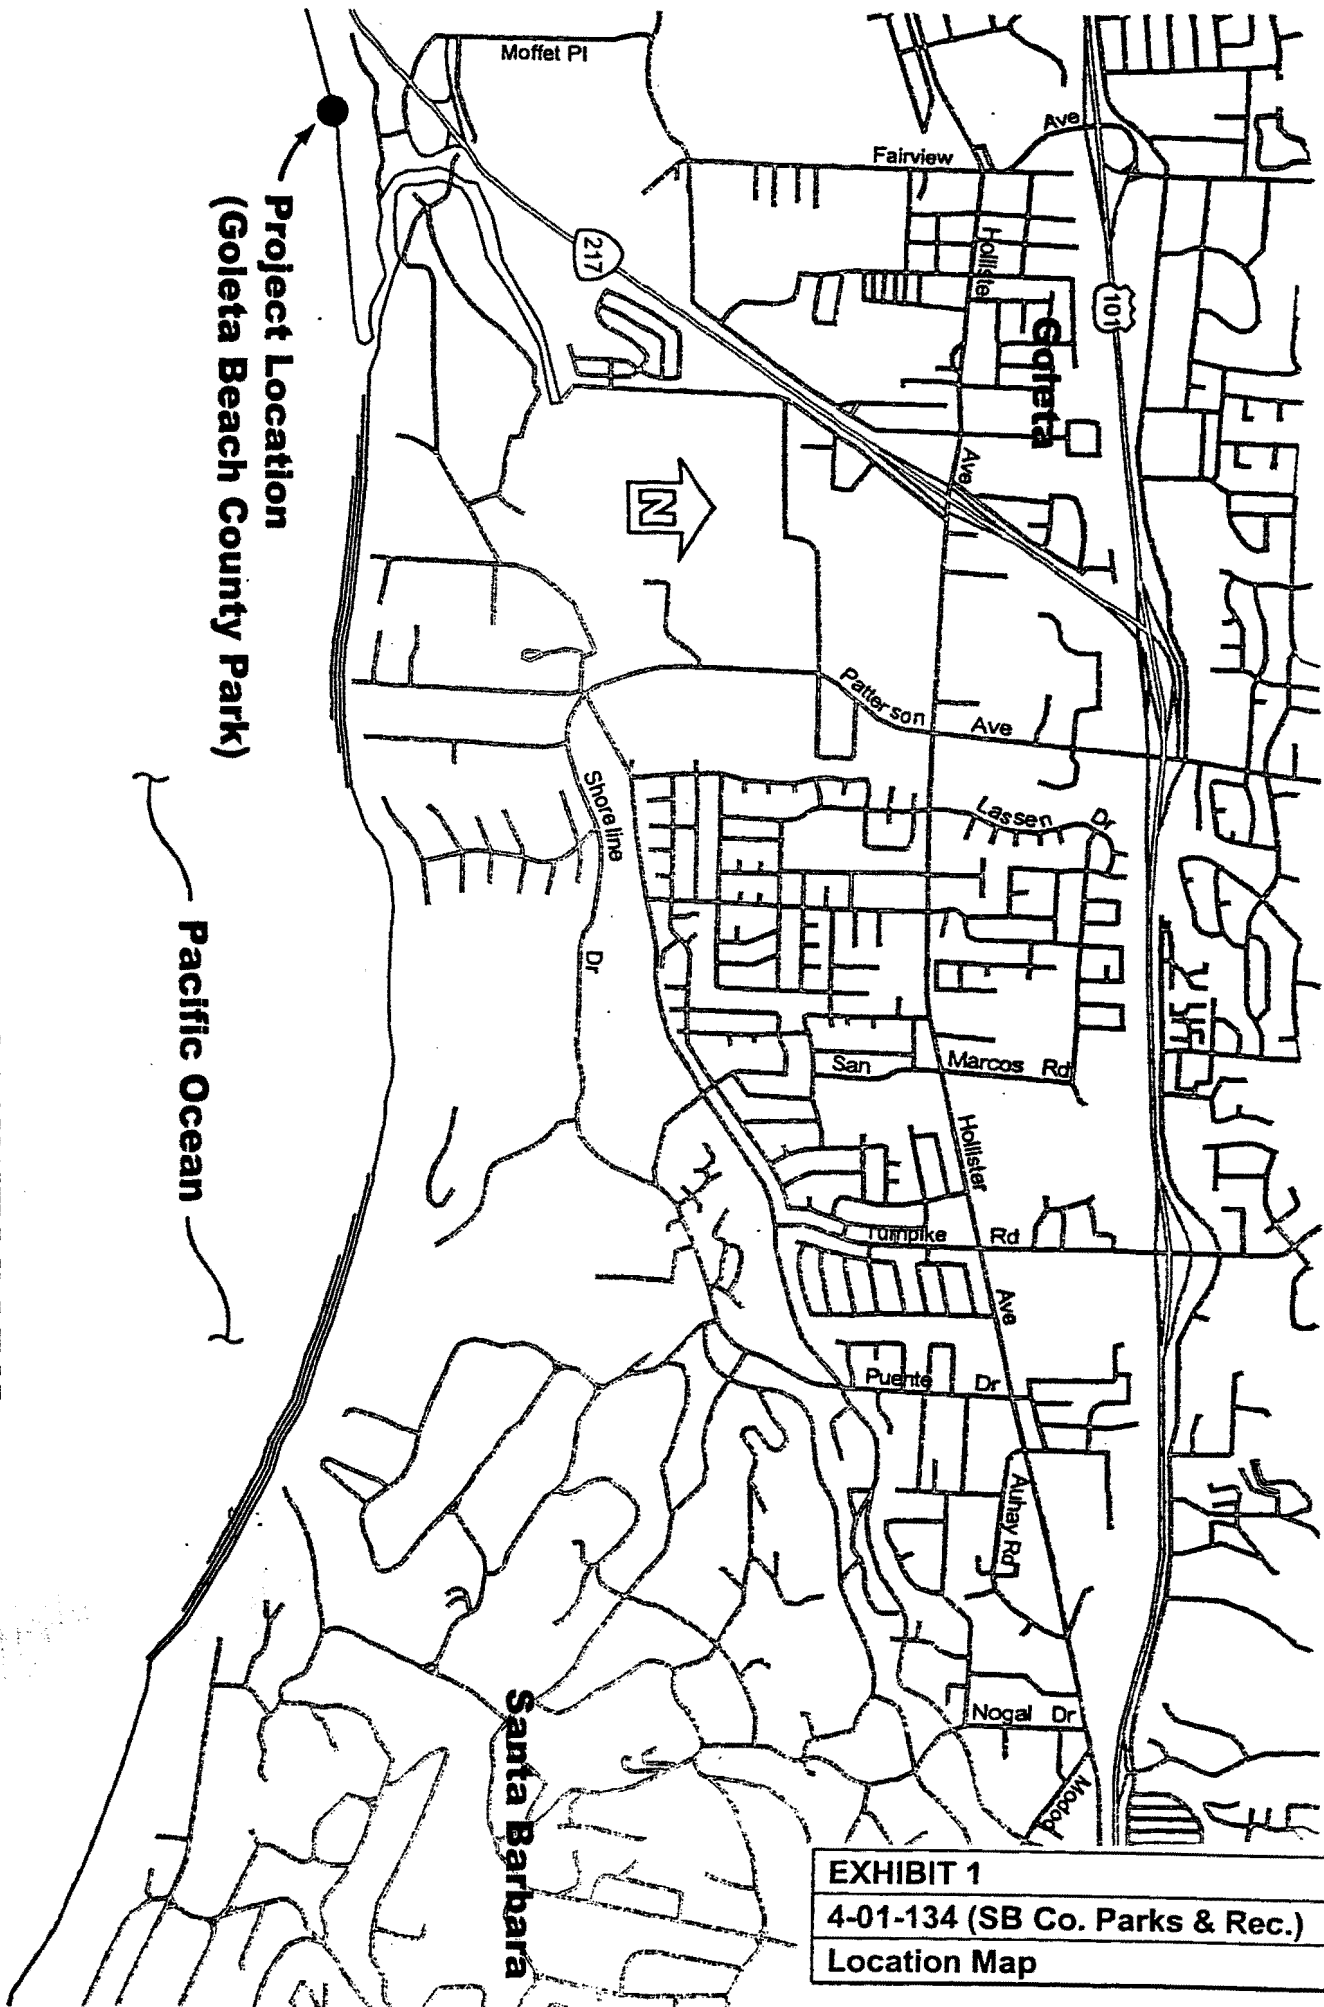 Moffet Pl
Ave
Fairview
217
Hollister
101
Goleta
Ave
Project Location
(Goleta Beach County Park)
N
Patterson
Ave
Lassen
Dr
Shoreline
Dr
Pacific Ocean
San
Marcos
Rd
Hollister
Turnpike
Rd
Ave
Puente
Dr
Auhay Rd
Nogal
Dr
Modoc
Santa Barbara
EXHIBIT 1
4-01-134 (SB Co. Parks & Rec.)
Location Map